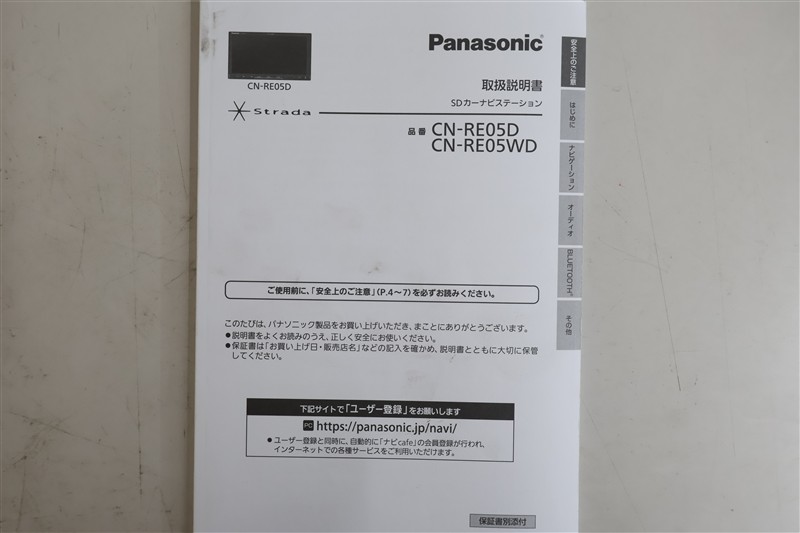 Panasonic
CN-RE05D
取扱説明書
SDカーナビステーション
Strada
品番 CN-RE05D
CN-RE05WD
安全上のご注意
はじめに
ナビゲーション
オーディオ
BLUETOOTH®
その他
ご使用前に、「安全上のご注意」(P.4～7)を必ずお読みください。
このたびは、パナソニック製品をお買い上げいただき、まことにありがとうございます。
●説明書をよくお読みのうえ、正しく安全にお使いください。
●保証書は「お買い上げ日・販売店名」などの記入を確かめ、説明書とともに大切に保管
してください。
下記サイトで「ユーザー登録」をお願いします
PC https://panasonic.jp/navi/
●ユーザー登録と同時に、自動的に「ナビcafe」の会員登録が行われ、
インターネットでの各種サービスをご利用いただけます。
保証書別添付